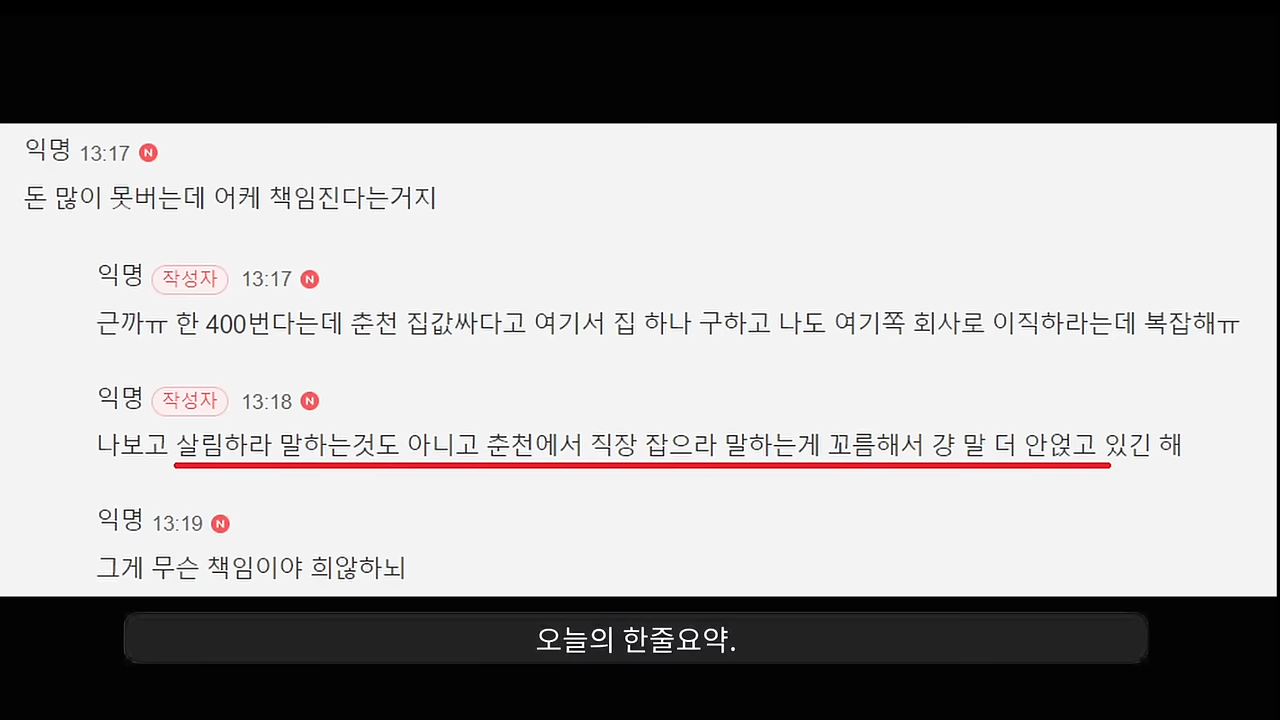 익명 13:17 N
돈 많이 못버는데 어케 책임진다는거지
익명 작성자 13:17 N
근까ㅠ 한 400번다는데 춘천 집값싸다고 여기서 집 하나 구하고 나도 여기쪽 회사로 이직하라는데 복잡해ㅠ
익명 작성자 13:18 N
나보고 살림하라 말하는것도 아니고 춘천에서 직장 잡으라 말하는게 꼬름해서 걍 말 더 안얹고 있긴 해
익명 13:19 N
그게 무슨 책임이야 희않하뇌
오늘의 한줄요약.